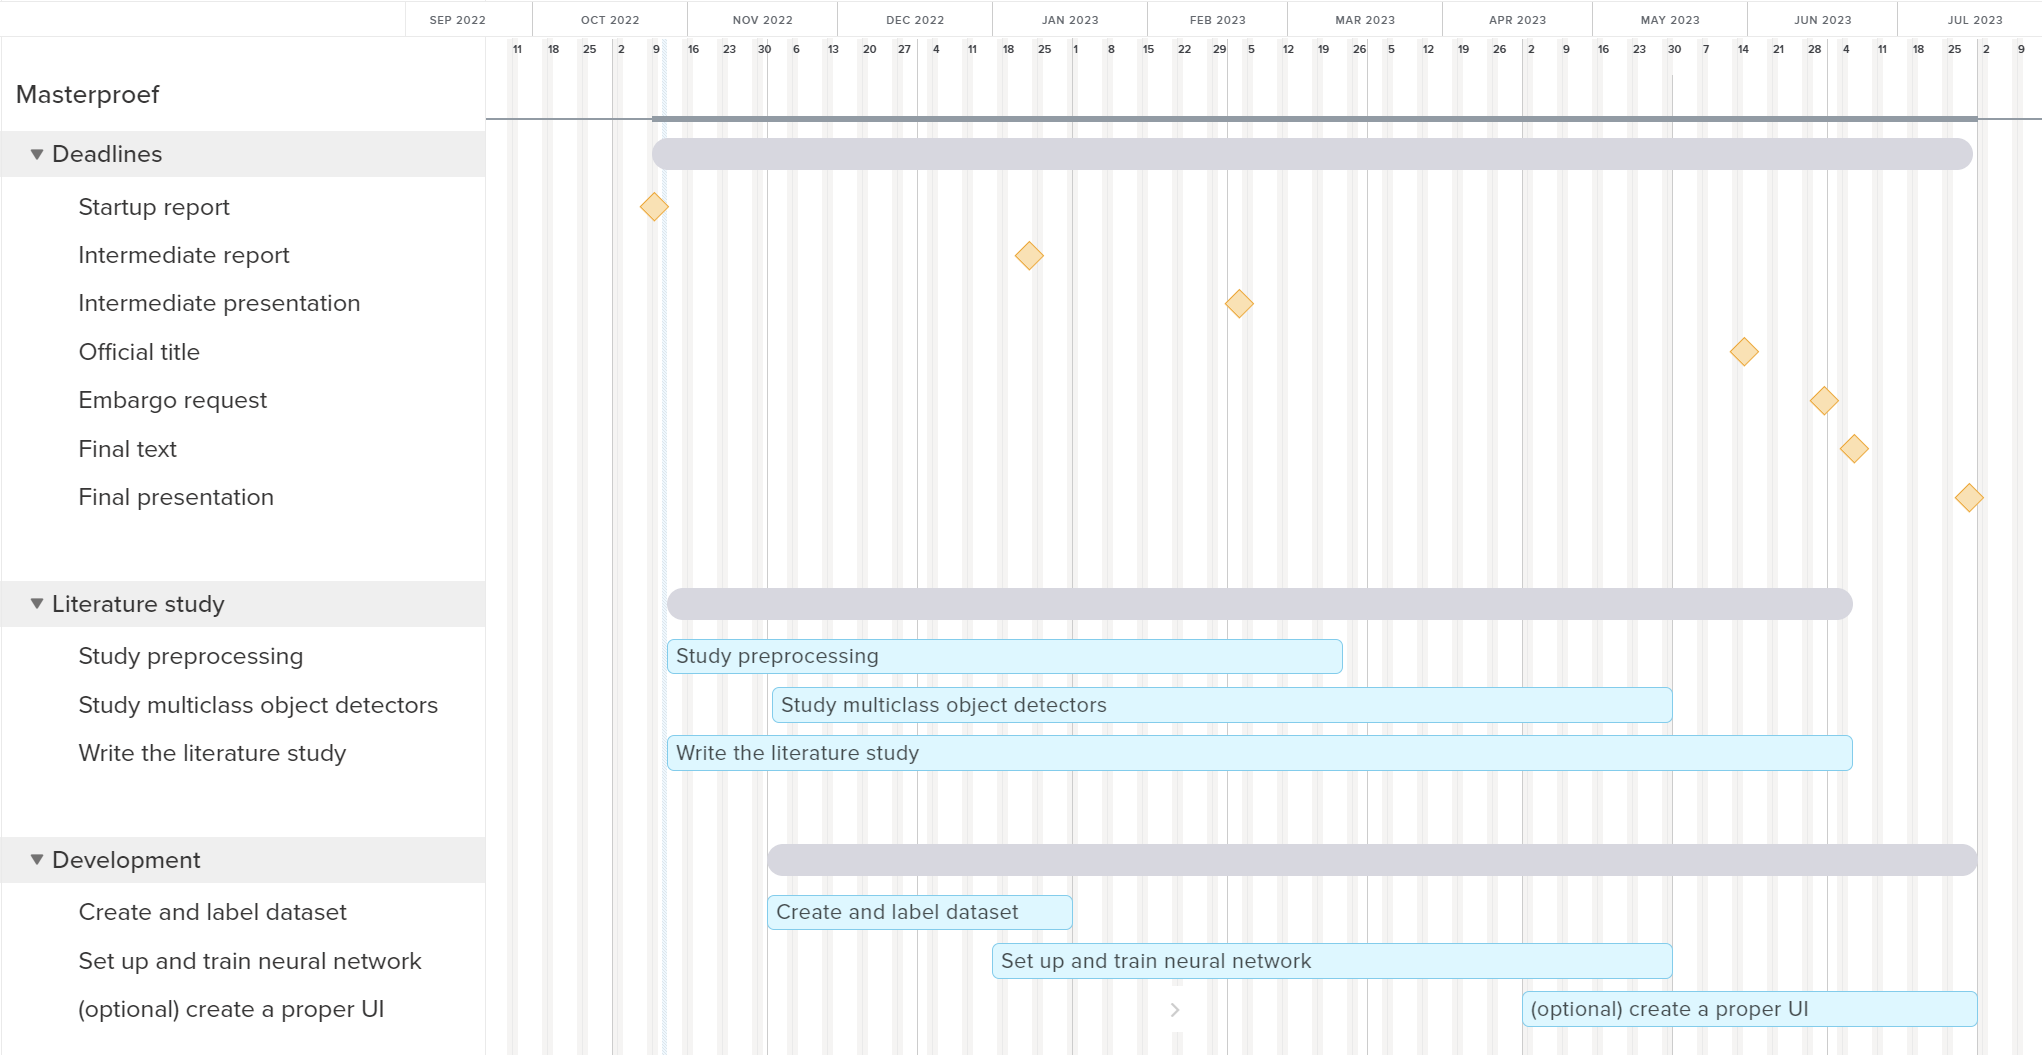 SEP 2022 OCT 2022 NOV 2022 DEC 2022 JAN 2023 FEB 2023 MAR 2023 APR 2023 MAY 2023 JUN 2023 JUL 2023
11 18 25 2 9 16 23 30 6 13 20 27 4 11 18 25 1 8 15 22 29 5 12 19 26 5 12 19 26 2 9 16 23 30 7 14 21 28 4 11 18 25 2 9
Masterproef
Deadlines
Startup report
Intermediate report
Intermediate presentation
Official title
Embargo request
Final text
Final presentation
Literature study
Study preprocessing Study preprocessing
Study multiclass object detectors Study multiclass object detectors
Write the literature study Write the literature study
Development
Create and label dataset Create and label dataset
Set up and train neural network Set up and train neural network
(optional) create a proper UI (optional) create a proper UI